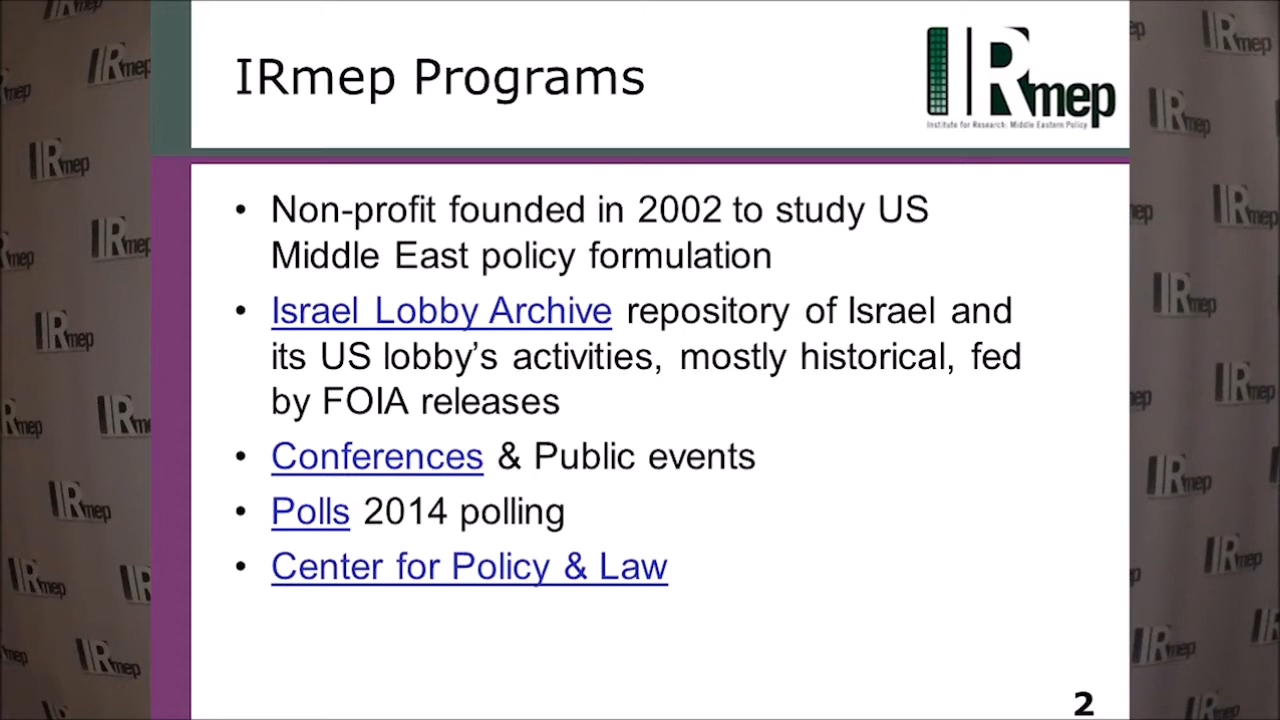 IRmep Programs
IRmep
Institute for Research: Middle Eastern Policy
• Non-profit founded in 2002 to study US
Middle East policy formulation
• Israel Lobby Archive repository of Israel and
its US lobby’s activities, mostly historical, fed
by FOIA releases
• Conferences & Public events
• Polls 2014 polling
• Center for Policy & Law
2